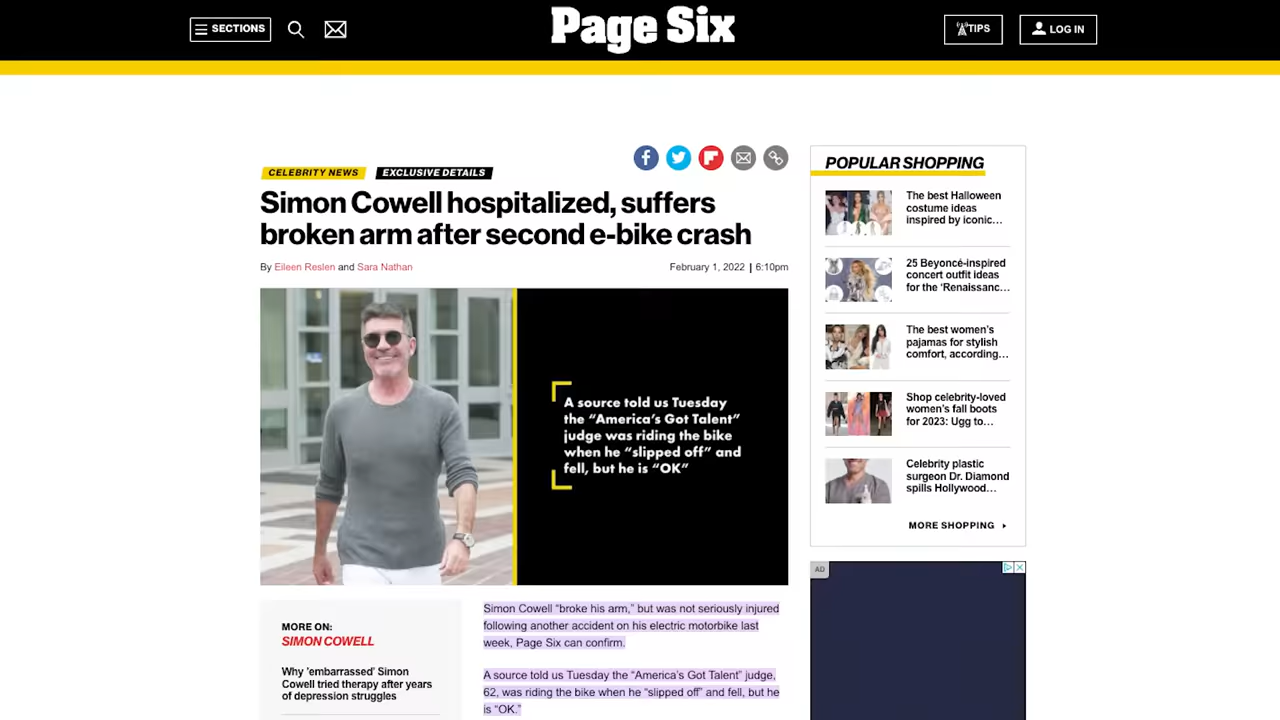 SECTIONS
Page Six
TIPS
LOG IN
CELEBRITY NEWS
EXCLUSIVE DETAILS
Simon Cowell hospitalized, suffers
broken arm after second e-bike crash
By Eileen Reslen and Sara Nathan
February 1, 2022 | 6:10pm
A source told us Tuesday
the “America’s Got Talent”
judge was riding the bike
when he “slipped off” and
fell, but he is “OK”
MORE ON:
SIMON COWELL
Why 'embarrassed' Simon
Cowell tried therapy after years
of depression struggles
Simon Cowell “broke his arm,” but was not seriously injured
following another accident on his electric motorbike last
week, Page Six can confirm.
A source told us Tuesday the “America’s Got Talent” judge,
62, was riding the bike when he “slipped off” and fell, but he
is “OK.”
POPULAR SHOPPING
The best Halloween
costume ideas
inspired by iconic...
25 Beyoncé-inspired
concert outfit ideas
for the ‘Renaissanc...
The best women’s
pajamas for stylish
comfort, according...
Shop celebrity-loved
women’s fall boots
for 2023: Ugg to...
Celebrity plastic
surgeon Dr. Diamond
spills Hollywood...
MORE SHOPPING
AD